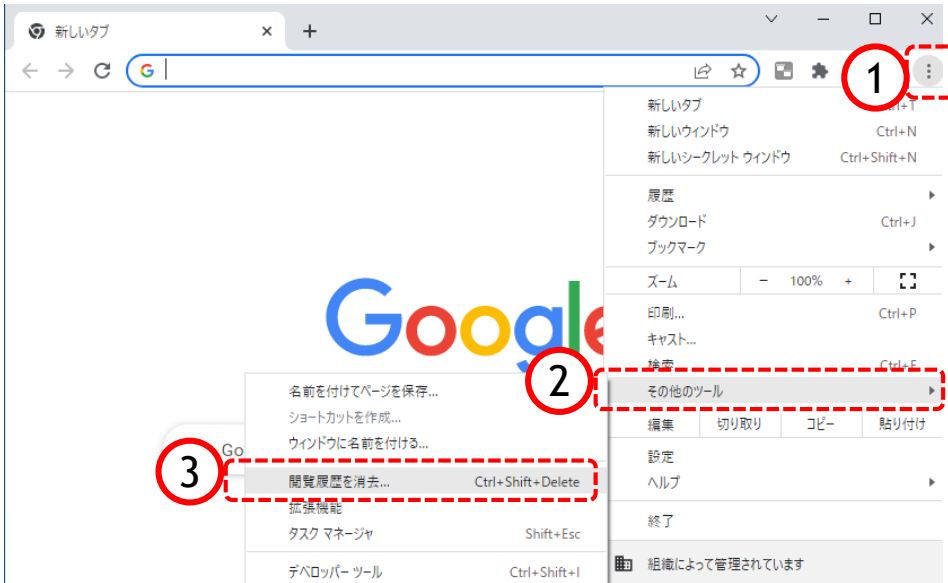 新しいタブ
G
1
新しいタブ Ctrl+T
新しいウィンドウ Ctrl+N
新しいシークレット ウィンドウ Ctrl+Shift+N
履歴
ダウンロード Ctrl+J
ブックマーク
ズーム － 100% +
印刷... Ctrl+P
キャスト...
検索 Ctrl+F
Google
2
その他のツール
編集 切り取り コピー 貼り付け
設定
ヘルプ
終了
組織によって管理されています
名前を付けてページを保存...
ショートカットを作成...
ウィンドウに名前を付ける...
Go
3
閲覧履歴を消去... Ctrl+Shift+Delete
拡張機能
タスク マネージャ Shift+Esc
デベロッパー ツール Ctrl+Shift+I